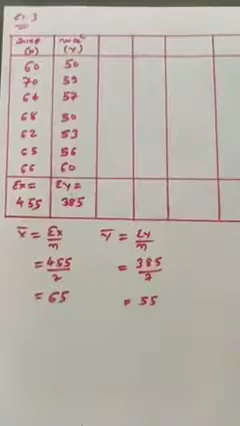 Ex. 3
(x) (y)
60 50
70 59
64 57
68 50
62 53
65 56
66 60
Σx= Σy=
455 385
x̄ = Σx/n ȳ = Σy/n
= 455/7 = 385/7
= 65 = 55